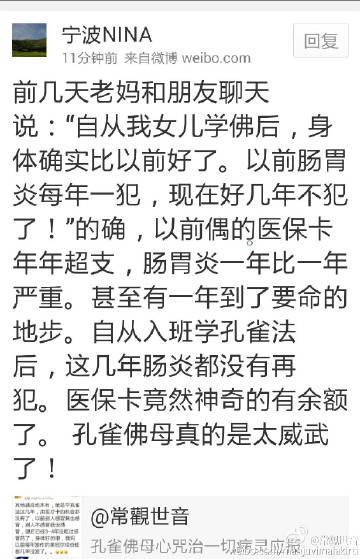 宁波NINA
回复
11分钟前 来自微博 weibo.com
前几天老妈和朋友聊天
说：“自从我女儿学佛后，身
体确实比以前好了。以前肠胃
炎每年一犯，现在好几年不犯
了！”的确，以前偶的医保卡
年年超支，肠胃炎一年比一年
严重。甚至有一年到了要命的
地步。自从入班学孔雀法
后，这几年肠炎都没有再
犯。医保卡竟然神奇的有余额
了。 孔雀佛母真的是太威武
了！
@常觀世音
孔雀佛母心咒治一切病灵应